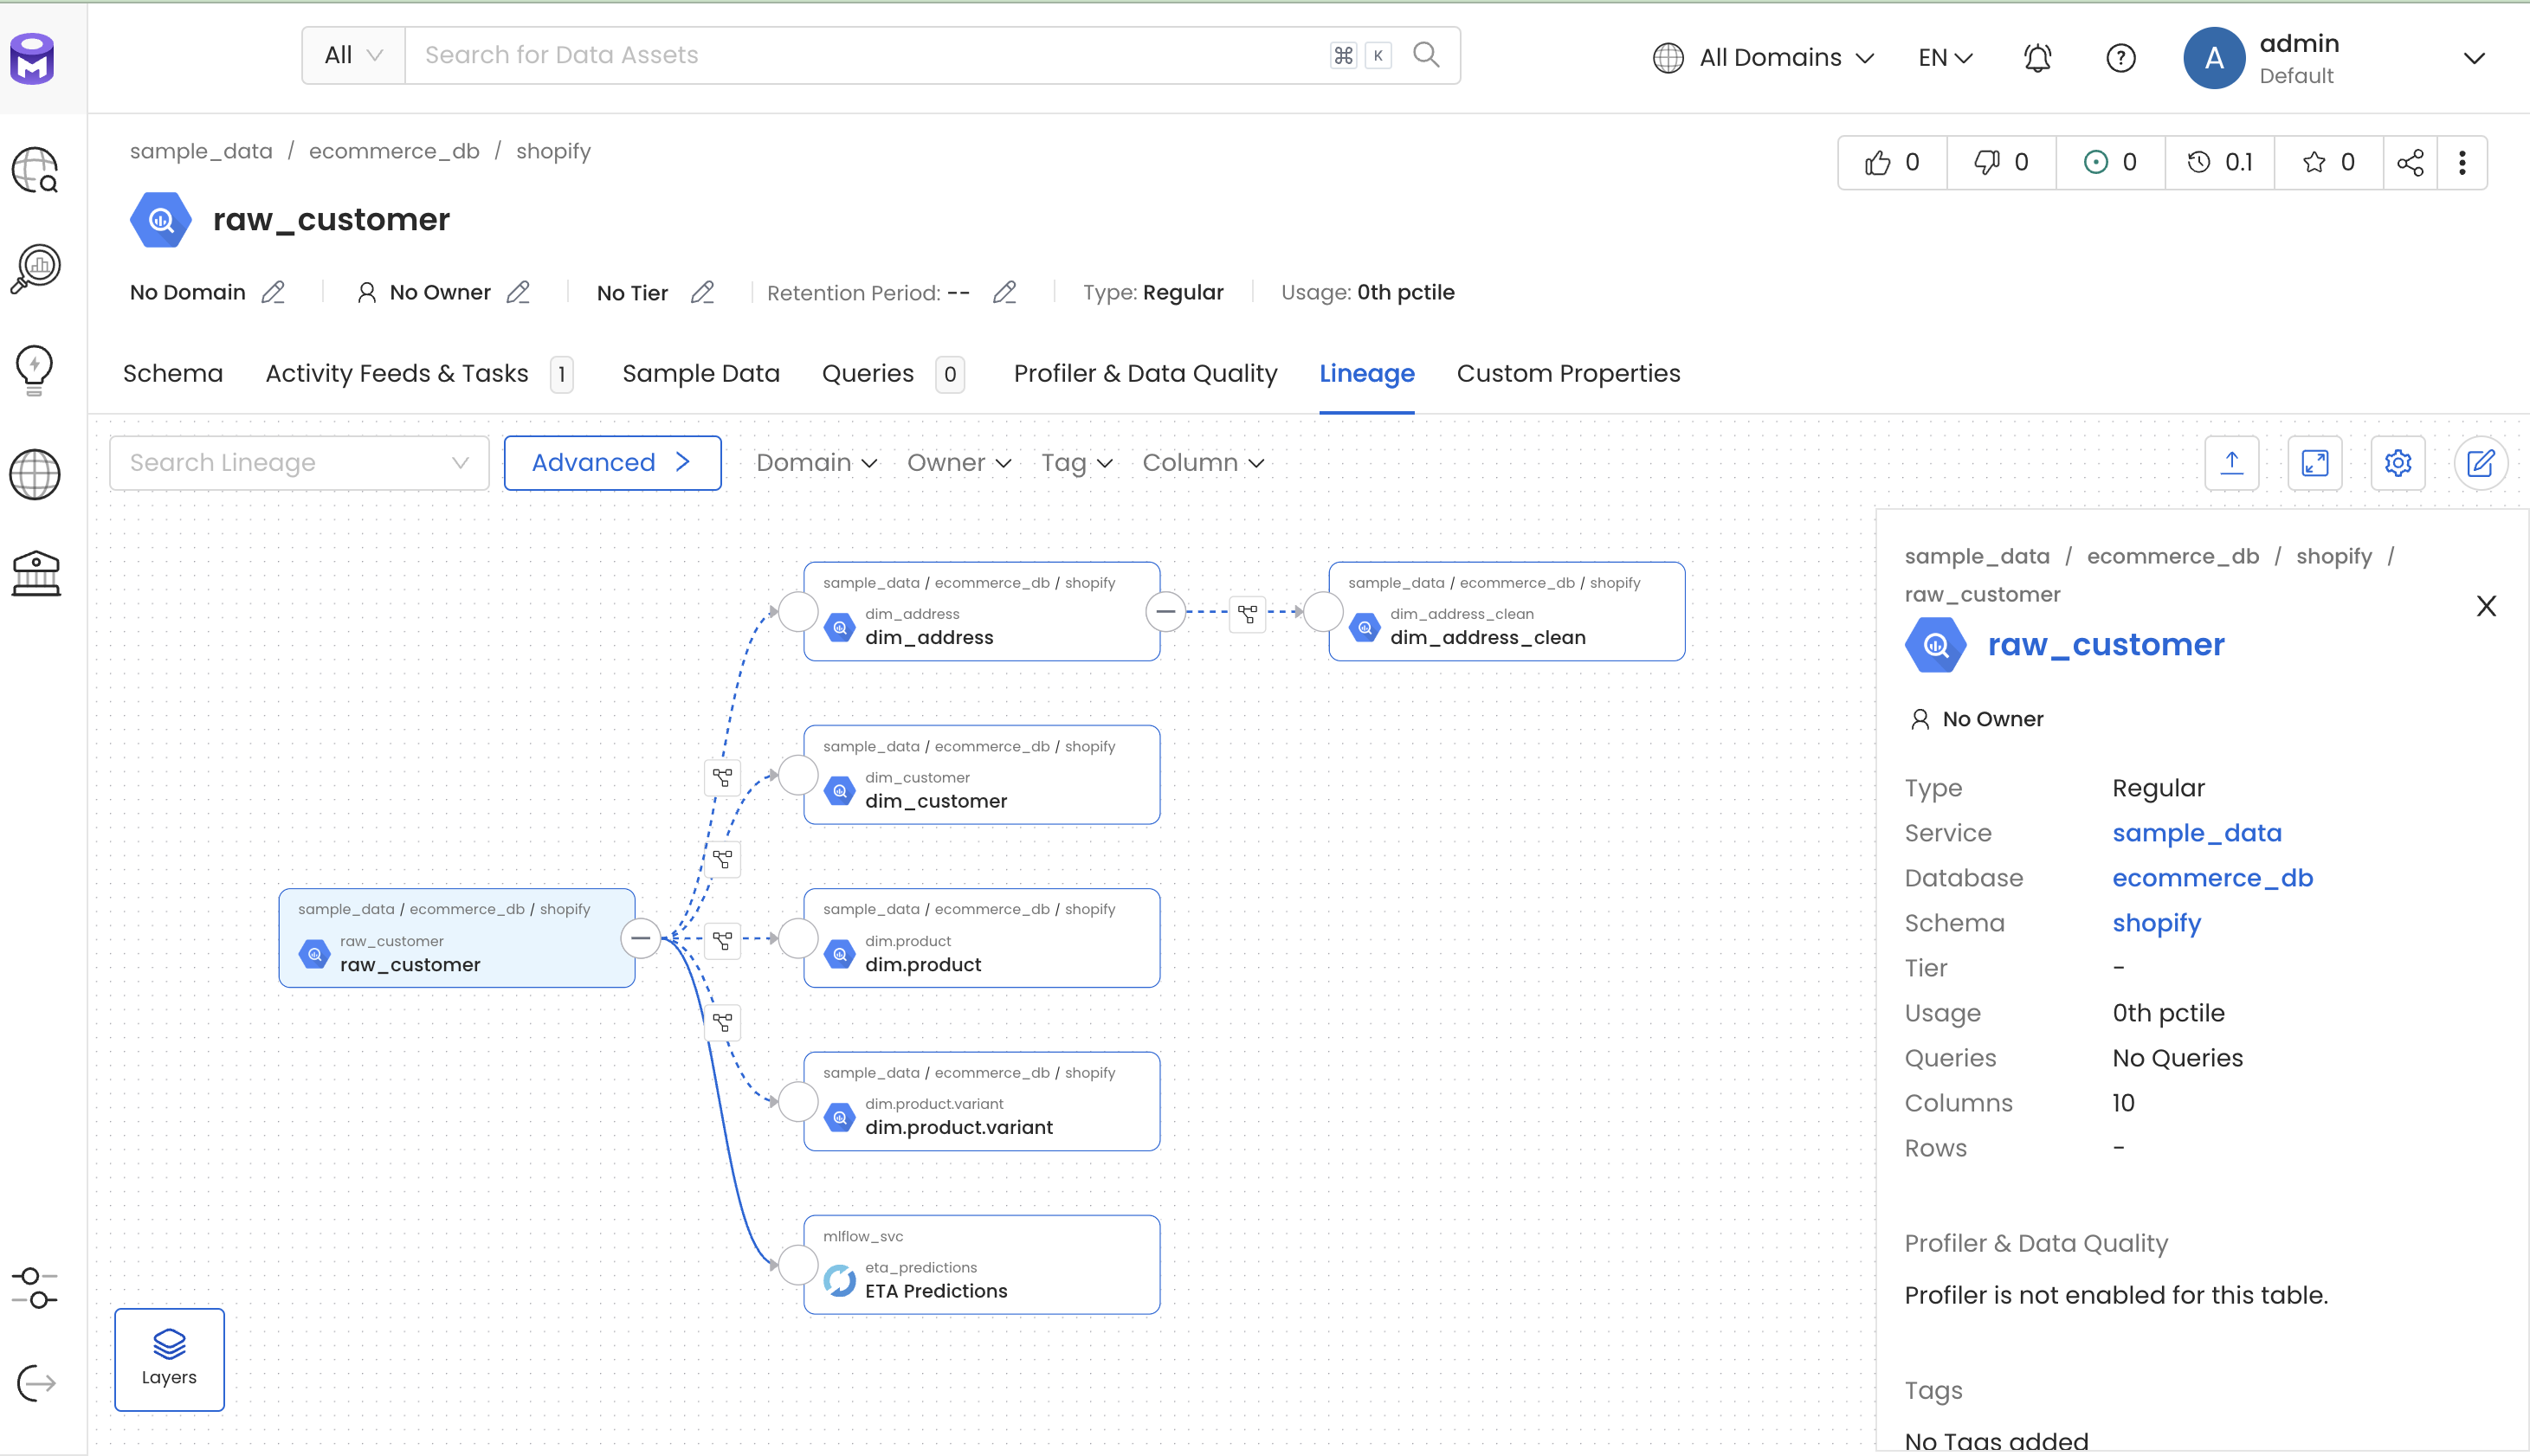 All
Search for Data Assets
⌘ K
All Domains
EN
A
admin
Default
sample_data / ecommerce_db / shopify
0
0
0
0.1
0
raw_customer
No Domain
No Owner
No Tier
Retention Period: --
Type: Regular
Usage: 0th pctile
Schema
Activity Feeds & Tasks 1
Sample Data
Queries 0
Profiler & Data Quality
Lineage
Custom Properties
Search Lineage
Advanced
Domain
Owner
Tag
Column
sample_data / ecommerce_db / shopify
dim_address
dim_address
sample_data / ecommerce_db / shopify
dim_address_clean
dim_address_clean
sample_data / ecommerce_db / shopify
dim_customer
dim_customer
sample_data / ecommerce_db / shopify
raw_customer
raw_customer
sample_data / ecommerce_db / shopify
dim.product
dim.product
sample_data / ecommerce_db / shopify
dim.product.variant
dim.product.variant
mlflow_svc
eta_predictions
ETA Predictions
Layers
sample_data / ecommerce_db / shopify /
raw_customer
raw_customer
No Owner
Type Regular
Service sample_data
Database ecommerce_db
Schema shopify
Tier -
Usage 0th pctile
Queries No Queries
Columns 10
Rows -
Profiler & Data Quality
Profiler is not enabled for this table.
Tags
No Tags added